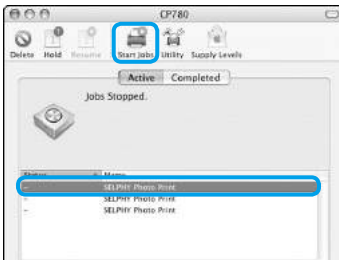 CP780
Delete Hold Resume Start Jobs Utility Supply Levels
Active Completed
Jobs Stopped.
Status Name
SELPHY Photo Print
SELPHY Photo Print
SELPHY Photo Print